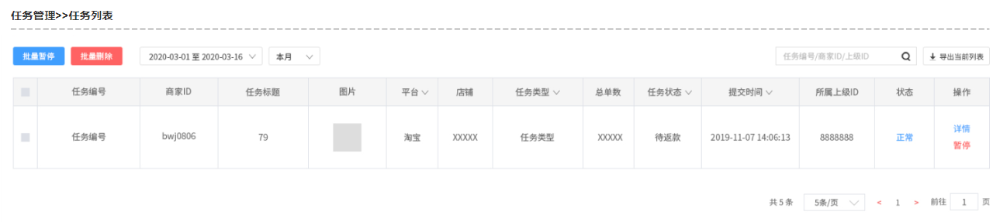 任务管理>>任务列表
批量暂停 批量删除 2020-03-01 至 2020-03-16 本月 任务编号/商家ID/上级ID 导出当前列表
任务编号 商家ID 任务标题 图片 平台 店铺 任务类型 总单数 任务状态 提交时间 所属上级ID 状态 操作
任务编号 bwj0806 79 淘宝 XXXXX 任务类型 XXXXX 待返款 2019-11-07 14:06:13 8888888 正常 详情
暂停
共 5 条 5条/页 < 1 > 前往 1 页